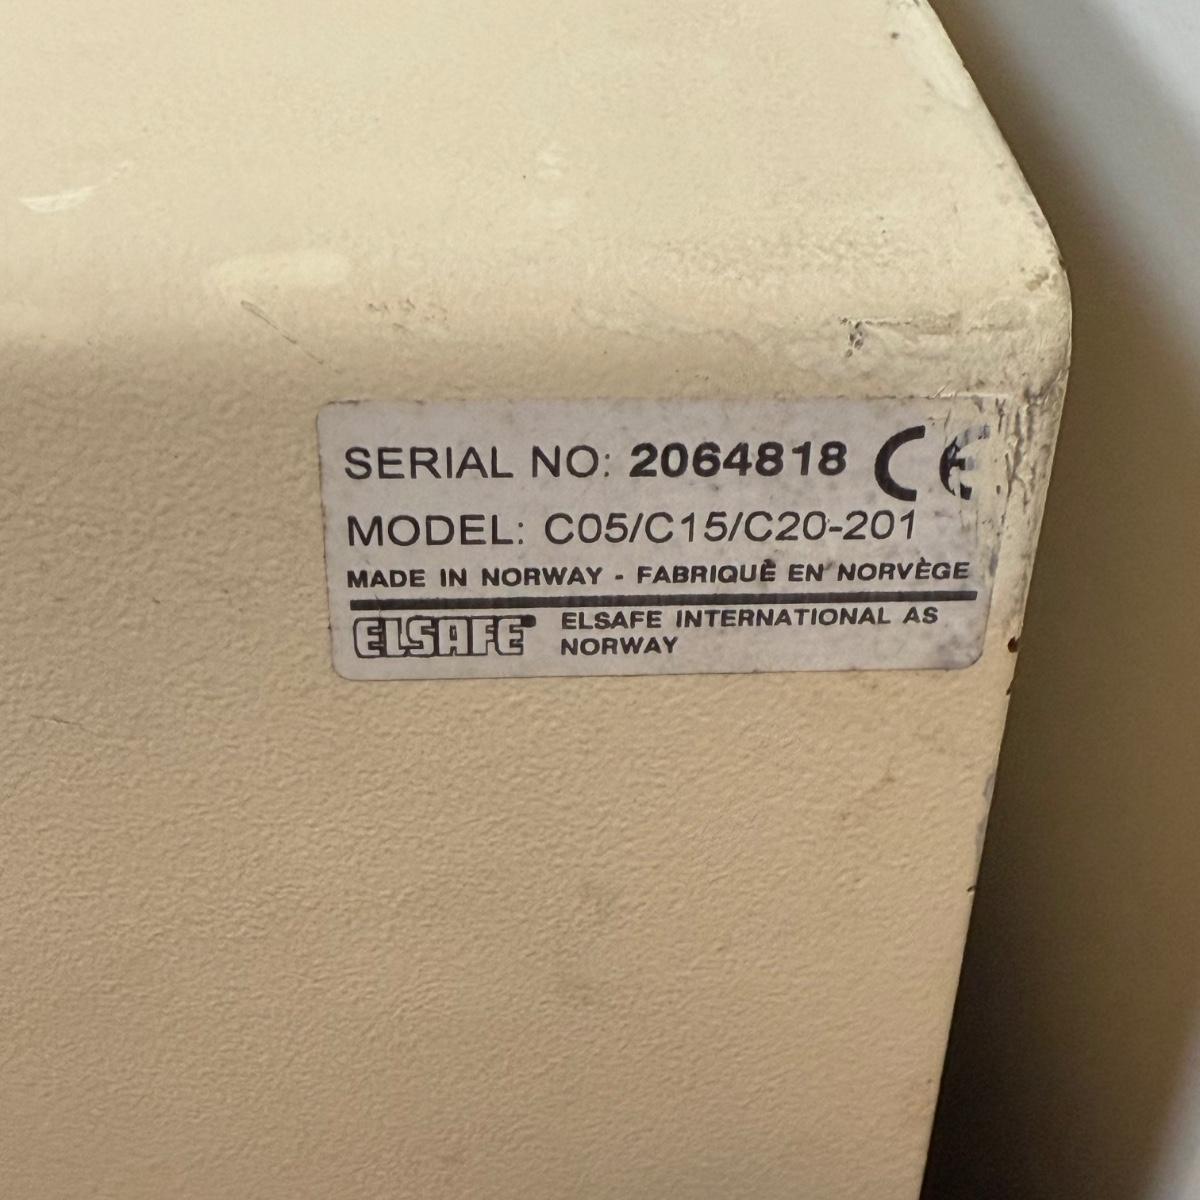 SERIAL NO: 2064818 CE
MODEL: C05/C15/C20-201
MADE IN NORWAY - FABRIQUÈ EN NORVÈGE
ELSAFE® ELSAFE INTERNATIONAL AS
NORWAY